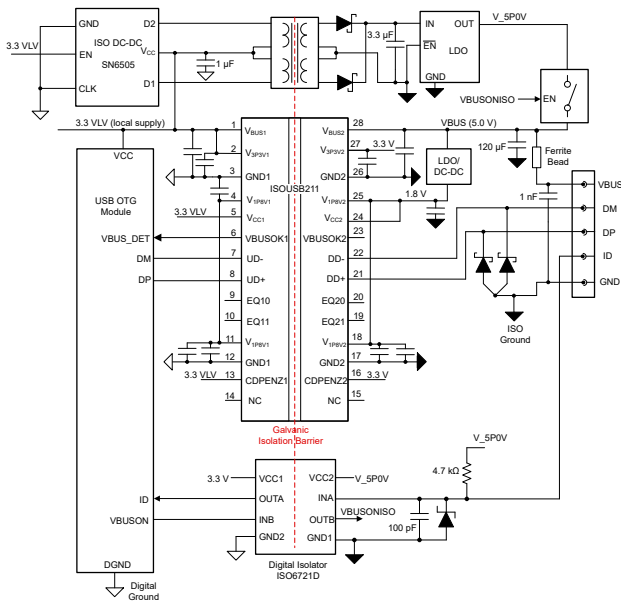 GND
ISO DC-DC
SN6505
D2
3.3 VLV
EN
VCC
CLK
D1
1 µF
3.3 µF
IN
OUT
EN
LDO
GND
V_5P0V
VBUSONISO
EN
3.3 VLV (local supply)
VCC
USB OTG
Module
VBUS_DET
DM
DP
ID
VBUSON
DGND
Digital
Ground
ISOUSB211
1
VBUS1
2
V3P3V1
3
GND1
4
V1P8V1
3.3 VLV
5
VCC1
6
VBUSOK1
7
UD-
8
UD+
9
EQ10
10
EQ11
11
V1P8V1
12
GND1
3.3 VLV
13
CDPENZ1
14
NC
VBUS2
28
VBUS (5.0 V)
V3P3V2
27
3.3 V
GND2
26
V1P8V2
25
1.8 V
VCC2
24
VBUSOK2
23
DD-
22
DD+
21
EQ20
20
EQ21
19
V1P8V2
18
GND2
17
CDPENZ2
16
3.3 V
NC
15
LDO/
DC-DC
120 µF
Ferrite
Bead
1 nF
VBUS
DM
DP
ID
GND
ISO
Ground
Galvanic
Isolation Barrier
3.3 V
VCC1
OUTA
INB
GND2
VCC2
V_5P0V
INA
OUTB
VBUSONISO
GND1
Digital Isolator
ISO6721D
4.7 kΩ
V_5P0V
100 pF